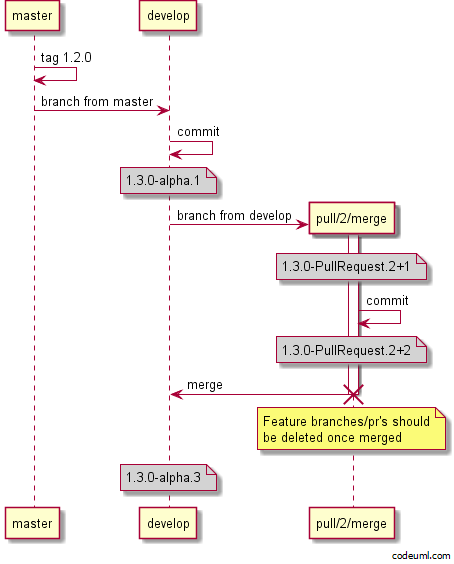 master
develop
tag 1.2.0
branch from master
commit
1.3.0-alpha.1
branch from develop
pull/2/merge
1.3.0-PullRequest.2+1
commit
1.3.0-PullRequest.2+2
merge
Feature branches/pr's should
be deleted once merged
1.3.0-alpha.3
master
develop
pull/2/merge
codeuml.com